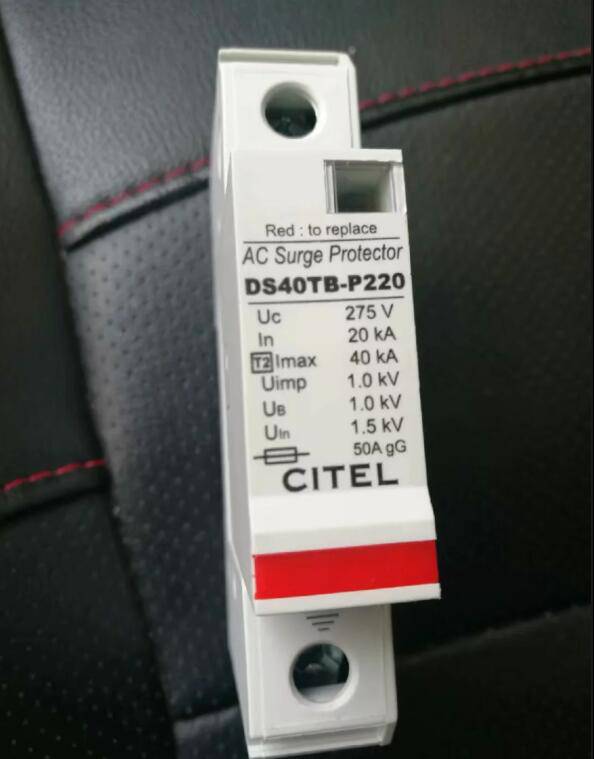 Red : to replace
AC Surge Protector
DS40TB-P220
Uc 275 V
In 20 kA
T2 Imax 40 kA
Uimp 1.0 kV
UB 1.0 kV
UIn 1.5 kV
50A gG
CITEL